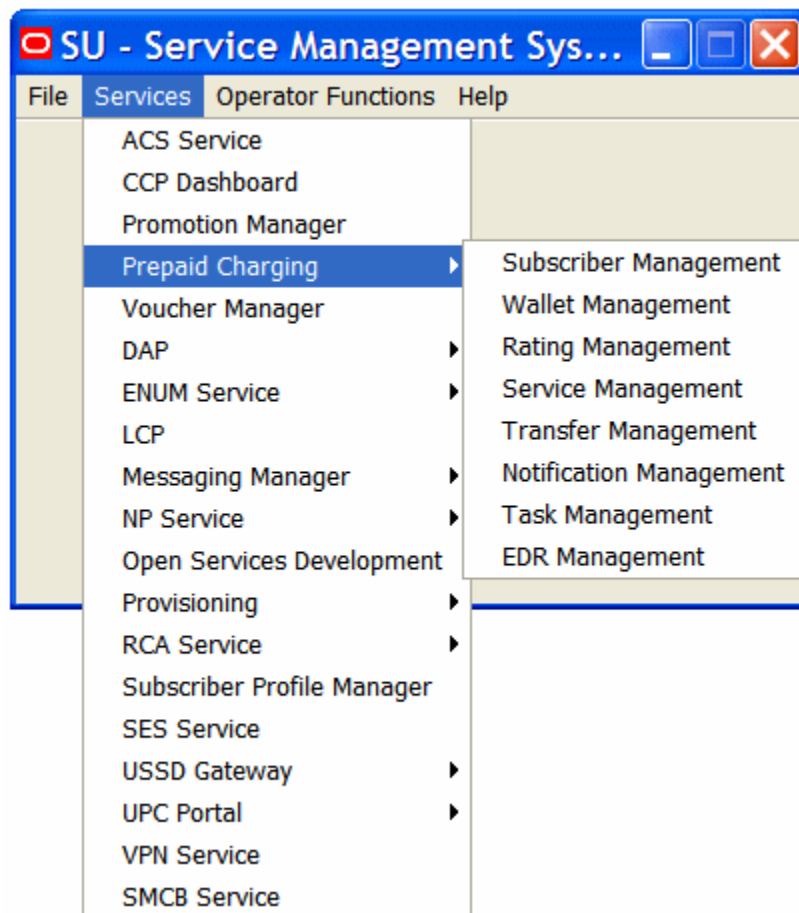 SU - Service Management Sys...
File Services Operator Functions Help
ACS Service
CCP Dashboard
Promotion Manager
Prepaid Charging
Voucher Manager
DAP
ENUM Service
LCP
Messaging Manager
NP Service
Open Services Development
Provisioning
RCA Service
Subscriber Profile Manager
SES Service
USSD Gateway
UPC Portal
VPN Service
SMCB Service
Subscriber Management
Wallet Management
Rating Management
Service Management
Transfer Management
Notification Management
Task Management
EDR Management